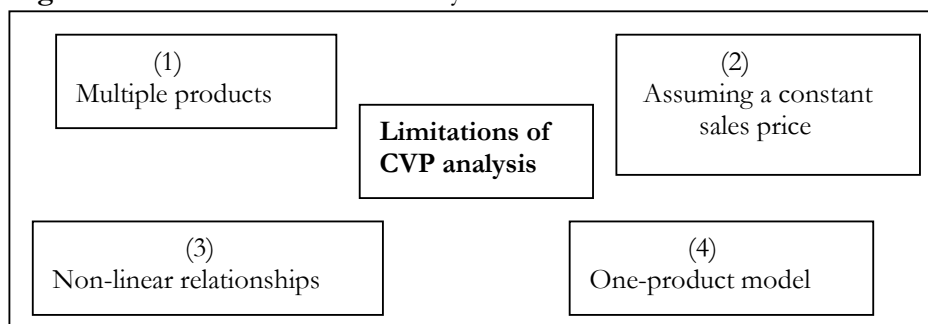 (1)
Multiple products
(2)
Assuming a constant
sales price
Limitations of
CVP analysis
(3)
Non-linear relationships
(4)
One-product model